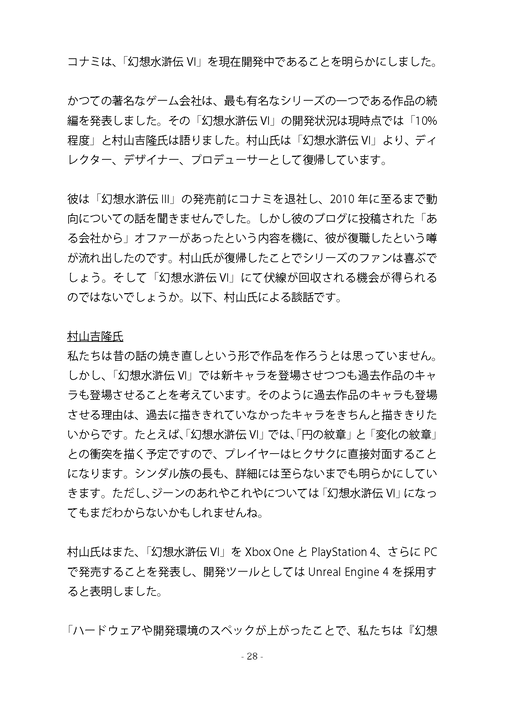 コナミは、「幻想水滸伝 VI」を現在開発中であることを明らかにしました。
かつての著名なゲーム会社は、最も有名なシリーズの一つである作品の続
編を発表しました。その「幻想水滸伝 VI」の開発状況は現時点では「10%
程度」と村山吉隆氏は語りました。村山氏は「幻想水滸伝 VI」より、ディ
レクター、デザイナー、プロデューサーとして復帰しています。
彼は「幻想水滸伝 III」の発売前にコナミを退社し、2010 年に至るまで動
向についての話を聞きませんでした。しかし彼のブログに投稿された「あ
る会社から」オファーがあったという内容を機に、彼が復職したという噂
が流れ出したのです。村山氏が復帰したことでシリーズのファンは喜ぶで
しょう。そして「幻想水滸伝 VI」にて伏線が回収される機会が得られる
のではないでしょうか。以下、村山氏による談話です。
村山吉隆氏
私たちは昔の話の焼き直しという形で作品を作ろうとは思っていません。
しかし、「幻想水滸伝 VI」では新キャラを登場させつつも過去作品のキャ
ラも登場させることを考えています。そのように過去作品のキャラも登場
させる理由は、過去に描ききれていなかったキャラをきちんと描ききりた
いからです。たとえば、「幻想水滸伝 VI」では、「円の紋章」と「変化の紋章」
との衝突を描く予定ですので、プレイヤーはヒクサクに直接対面すること
になります。シンダル族の長も、詳細には至らないまでも明らかにしてい
きます。ただし、ジーンのあれやこれやについては「幻想水滸伝 VI」になっ
てもまだわからないかもしれませんね。
村山氏はまた、「幻想水滸伝 VI」を Xbox One と PlayStation 4、さらに PC
で発売することを発表し、開発ツールとしては Unreal Engine 4 を採用す
ると表明しました。
「ハードウェアや開発環境のスペックが上がったことで、私たちは『幻想
- 28 -